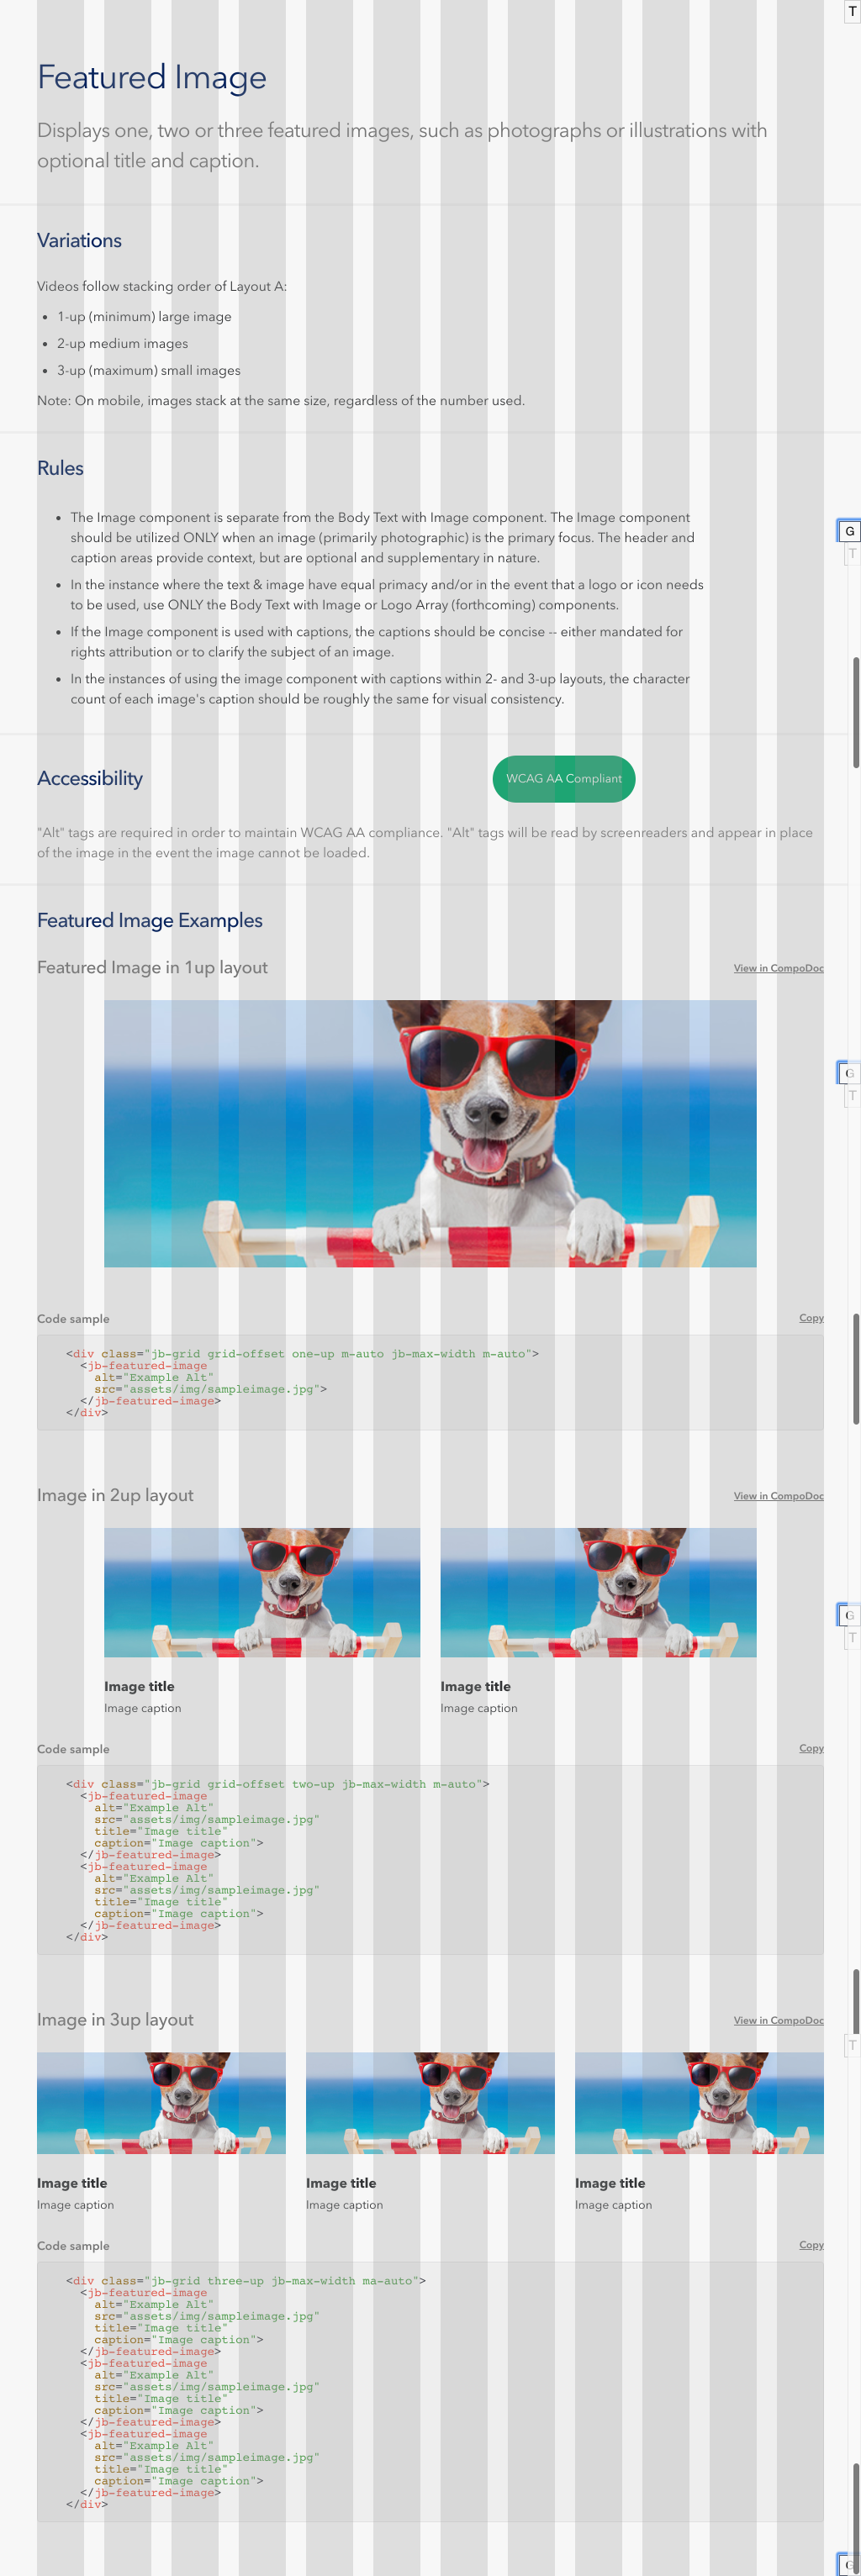 T
Featured Image
Displays one, two or three featured images, such as photographs or illustrations with
optional title and caption.
Variations
Videos follow stacking order of Layout A:
• 1-up (minimum) large image
• 2-up medium images
• 3-up (maximum) small images
Note: On mobile, images stack at the same size, regardless of the number used.
Rules
• The Image component is separate from the Body Text with Image component. The Image component
should be utilized ONLY when an image (primarily photographic) is the primary focus. The header and
caption areas provide context, but are optional and supplementary in nature.
G
T
• In the instance where the text & image have equal primacy and/or in the event that a logo or icon needs
to be used, use ONLY the Body Text with Image or Logo Array (forthcoming) components.
• If the Image component is used with captions, the captions should be concise -- either mandated for
rights attribution or to clarify the subject of an image.
• In the instances of using the image component with captions within 2- and 3-up layouts, the character
count of each image's caption should be roughly the same for visual consistency.
Accessibility
WCAG AA Compliant
"Alt" tags are required in order to maintain WCAG AA compliance. "Alt" tags will be read by screenreaders and appear in place
of the image in the event the image cannot be loaded.
Featured Image Examples
Featured Image in 1up layout
View in CompoDoc
G
T
Code sample
Copy
<div class="jb-grid grid-offset one-up m-auto jb-max-width m-auto">
<jb-featured-image
alt="Example Alt"
src="assets/img/sampleimage.jpg">
</jb-featured-image>
</div>
Image in 2up layout
View in CompoDoc
G
T
Image title
Image caption
Image title
Image caption
Code sample
Copy
<div class="jb-grid grid-offset two-up jb-max-width m-auto">
<jb-featured-image
alt="Example Alt"
src="assets/img/sampleimage.jpg"
title="Image title"
caption="Image caption">
</jb-featured-image>
<jb-featured-image
alt="Example Alt"
src="assets/img/sampleimage.jpg"
title="Image title"
caption="Image caption">
</jb-featured-image>
</div>
Image in 3up layout
View in CompoDoc
T
Image title
Image caption
Image title
Image caption
Image title
Image caption
Code sample
Copy
<div class="jb-grid three-up jb-max-width ma-auto">
<jb-featured-image
alt="Example Alt"
src="assets/img/sampleimage.jpg"
title="Image title"
caption="Image caption">
</jb-featured-image>
<jb-featured-image
alt="Example Alt"
src="assets/img/sampleimage.jpg"
title="Image title"
caption="Image caption">
</jb-featured-image>
<jb-featured-image
alt="Example Alt"
src="assets/img/sampleimage.jpg"
title="Image title"
caption="Image caption">
</jb-featured-image>
</div>
G